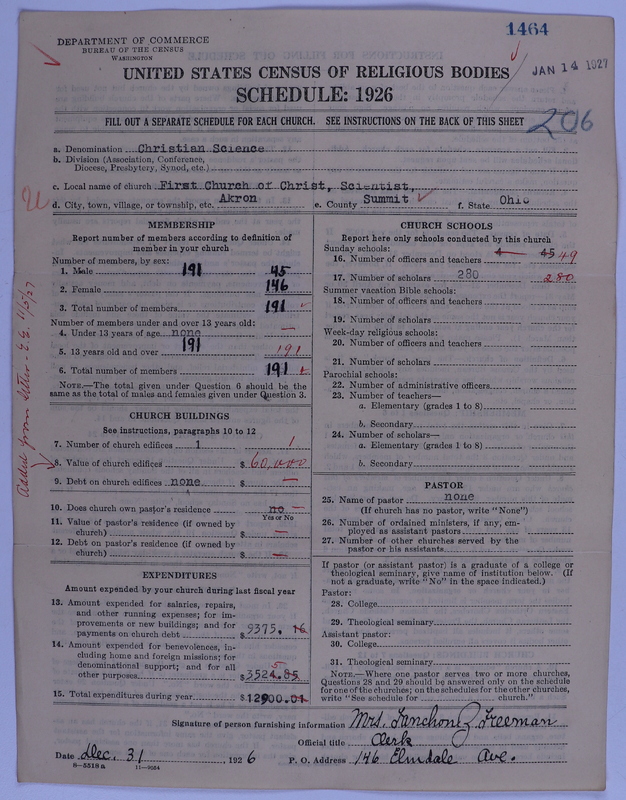 1464
DEPARTMENT OF COMMERCE
BUREAU OF THE CENSUS
WASHINGTON
JAN 14 1927
UNITED STATES CENSUS OF RELIGIOUS BODIES
SCHEDULE: 1926
FILL OUT A SEPARATE SCHEDULE FOR EACH CHURCH. SEE INSTRUCTIONS ON THE BACK OF THIS SHEET
206
a. Denomination Christian Science
b. Division (Association, Conference,
Diocese, Presbytery, Synod, etc.)
c. Local name of church First Church of Christ, Scientist,
d. City, town, village, or township, etc. Akron e. County Summit f. State Ohio
MEMBERSHIP
Report number of members according to definition of
member in your church
Number of members, by sex:
1. Male 191 45
2. Female 146
3. Total number of members 191
Number of members under and over 13 years old:
4. Under 13 years of age none —
5. 13 years old and over 191 191
6. Total number of members 191
NOTE.—The total given under Question 6 should be the
same as the total of males and females given under Question 3.
CHURCH BUILDINGS
See instructions, paragraphs 10 to 12
7. Number of church edifices 1 1
8. Value of church edifices $ 60,000
9. Debt on church edifices none $ —
10. Does church own pastor's residence no —
Yes or No
11. Value of pastor's residence (if owned by
church) $ —
12. Debt on pastor's residence (if owned by
church) $ —
EXPENDITURES
Amount expended by your church during last fiscal year
13. Amount expended for salaries, repairs,
and other running expenses; for im-
provements or new buildings; and for
payments on church debt $ 9375. 16
14. Amount expended for benevolences, in-
cluding home and foreign missions; for
denominational support; and for all
other purposes $ 3524.85
5
15. Total expenditures during year $ 12900.01
added from letter E.G. 11/25/27
CHURCH SCHOOLS
Report here only schools conducted by this church
Sunday schools:
16. Number of officers and teachers 4 45 49
17. Number of scholars 280 280
Summer vacation Bible schools:
18. Number of officers and teachers
19. Number of scholars
Week-day religious schools:
20. Number of officers and teachers
21. Number of scholars
Parochial schools:
22. Number of administrative officers
23. Number of teachers—
a. Elementary (grades 1 to 8)
b. Secondary
24. Number of scholars—
a. Elementary (grades 1 to 8)
b. Secondary
PASTOR
25. Name of pastor none
(If church has no pastor, write "None")
26. Number of ordained ministers, if any, em-
ployed as assistant pastors
27. Number of other churches served by the
pastor or his assistants
If pastor (or assistant pastor) is a graduate of a college or
theological seminary, give name of institution below. (If
not a graduate, write "No" in the space indicated.)
Pastor:
28. College
29. Theological seminary
Assistant pastor:
30. College
31. Theological seminary
NOTE.—Where one pastor serves two or more churches,
Questions 28 and 29 should be answered only on the schedule
for one of the churches; on the schedules for the other churches,
write "See schedule for church."
Signature of person furnishing information Mrs. Fanchon Z Freeman
Official title Clerk
Date Dec. 31, 1926 P. O. Address 146 Elmdale Ave.
8—5518a 11—9054